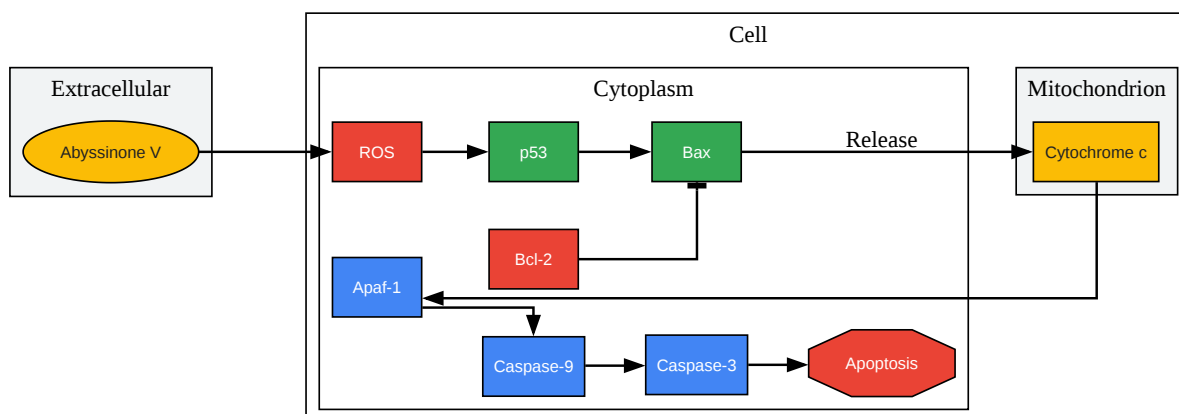 Cell
Extracellular
Cytoplasm
Mitochondrion
Abyssinone V
ROS
p53
Bax
Release
Cytochrome c
Bcl-2
Apaf-1
Caspase-9
Caspase-3
Apoptosis